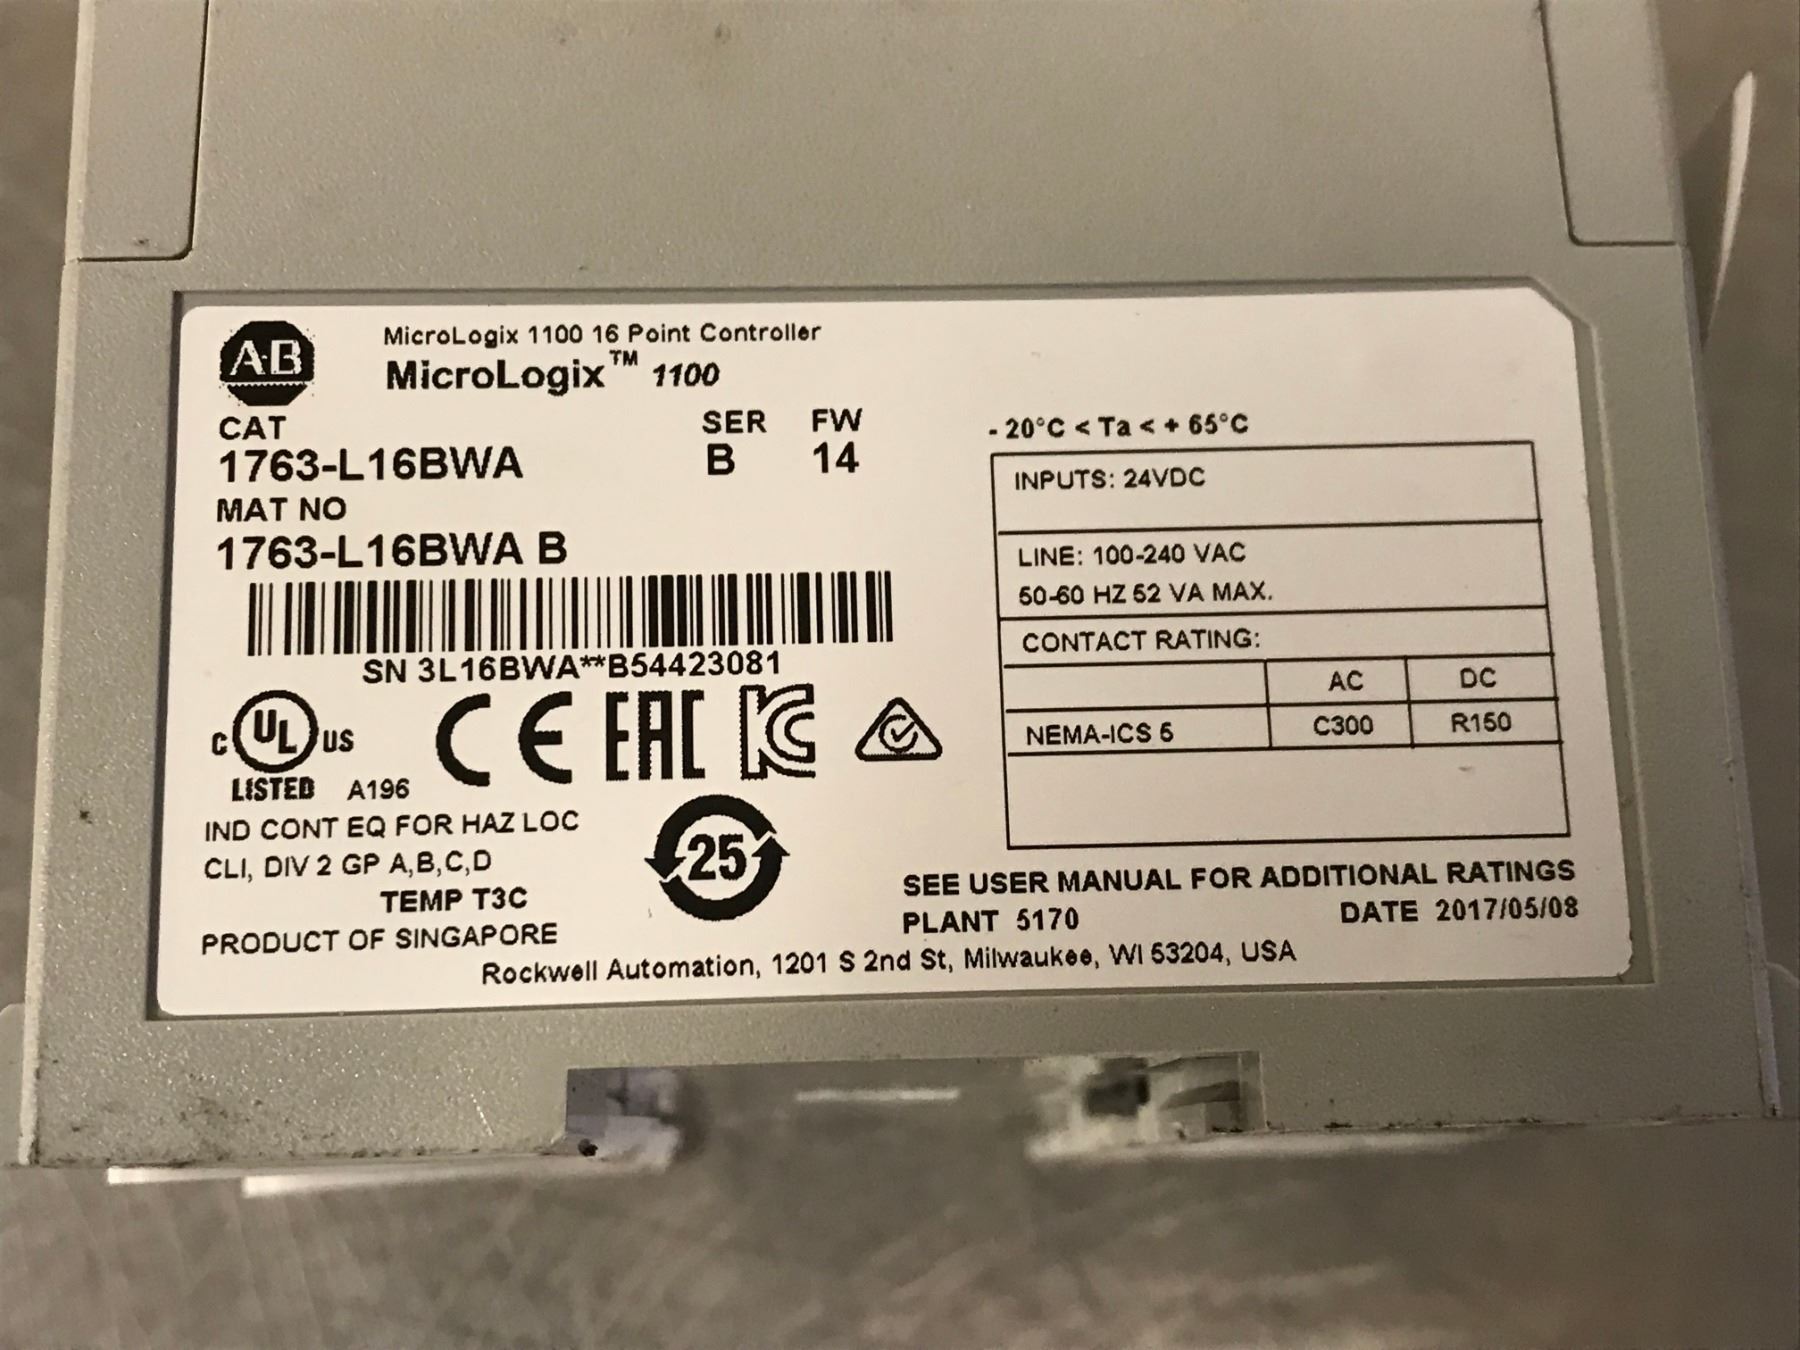 A·B
MicroLogix 1100 16 Point Controller
MicroLogix™ 1100
CAT SER FW
1763-L16BWA B 14
MAT NO
1763-L16BWA B
SN 3L16BWA**B54423081
C UL US
LISTED A196
CE EAC KC
IND CONT EQ FOR HAZ LOC
CLI, DIV 2 GP A,B,C,D
TEMP T3C
25
PRODUCT OF SINGAPORE
- 20°C < Ta < + 65°C
INPUTS: 24VDC
LINE: 100-240 VAC
50-60 HZ 52 VA MAX.
CONTACT RATING:
AC DC
NEMA-ICS 5 C300 R150
SEE USER MANUAL FOR ADDITIONAL RATINGS
PLANT 5170 DATE 2017/05/08
Rockwell Automation, 1201 S 2nd St, Milwaukee, WI 53204, USA